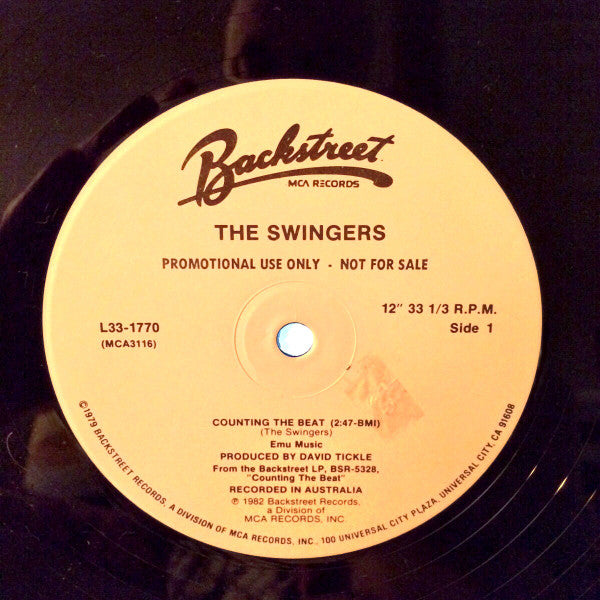 Backstreet
MCA RECORDS
THE SWINGERS
PROMOTIONAL USE ONLY - NOT FOR SALE
12" 33 1/3 R.P.M.
L33-1770
Side 1
(MCA3116)
COUNTING THE BEAT (2:47-BMI)
(The Swingers)
Emu Music
PRODUCED BY DAVID TICKLE
From the Backstreet LP, BSR-5328,
"Counting The Beat"
RECORDED IN AUSTRALIA
℗ 1982 Backstreet Records,
a Division of
MCA RECORDS, INC.
©1979 BACKSTREET RECORDS, A DIVISION OF MCA RECORDS, INC., 100 UNIVERSAL CITY PLAZA, UNIVERSAL CITY, CA 91608